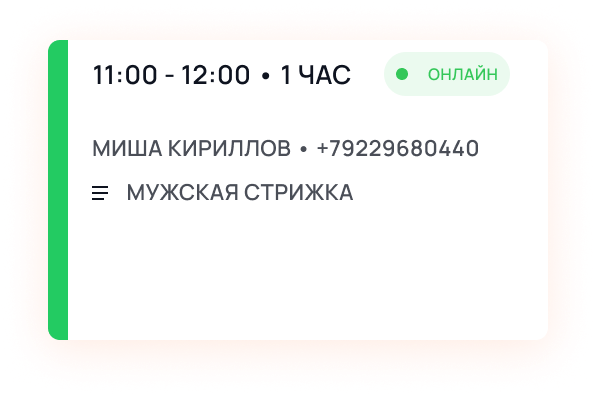 11:00 - 12:00 • 1 ЧАС ОНЛАЙН
МИША КИРИЛЛОВ • +79229680440
МУЖСКАЯ СТРИЖКА